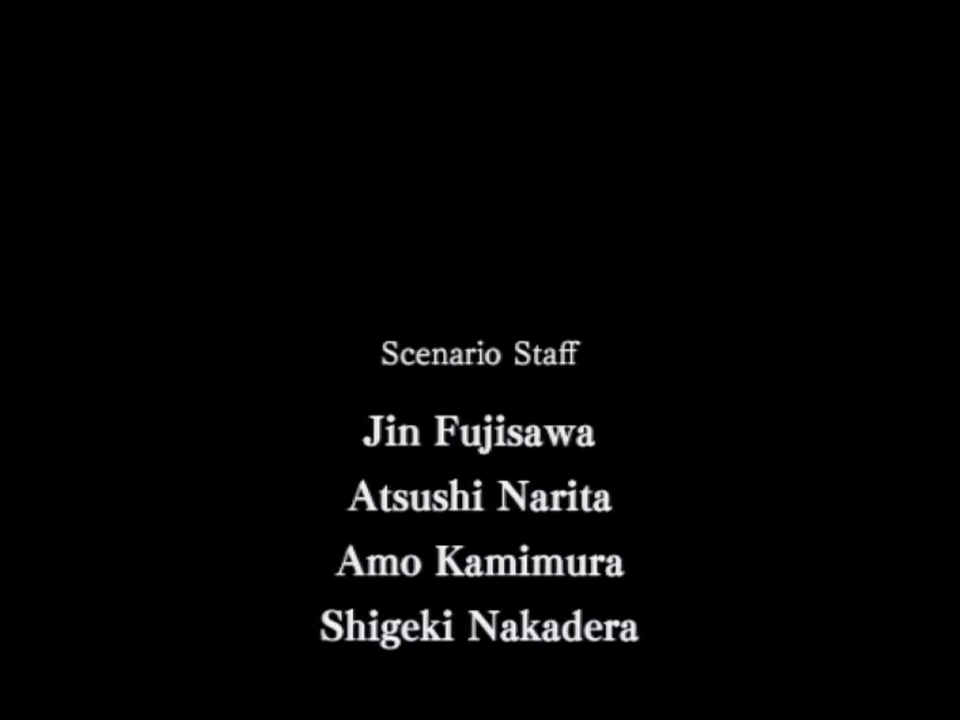 Scenario Staff
Jin Fujisawa
Atsushi Narita
Amo Kamimura
Shigeki Nakadera